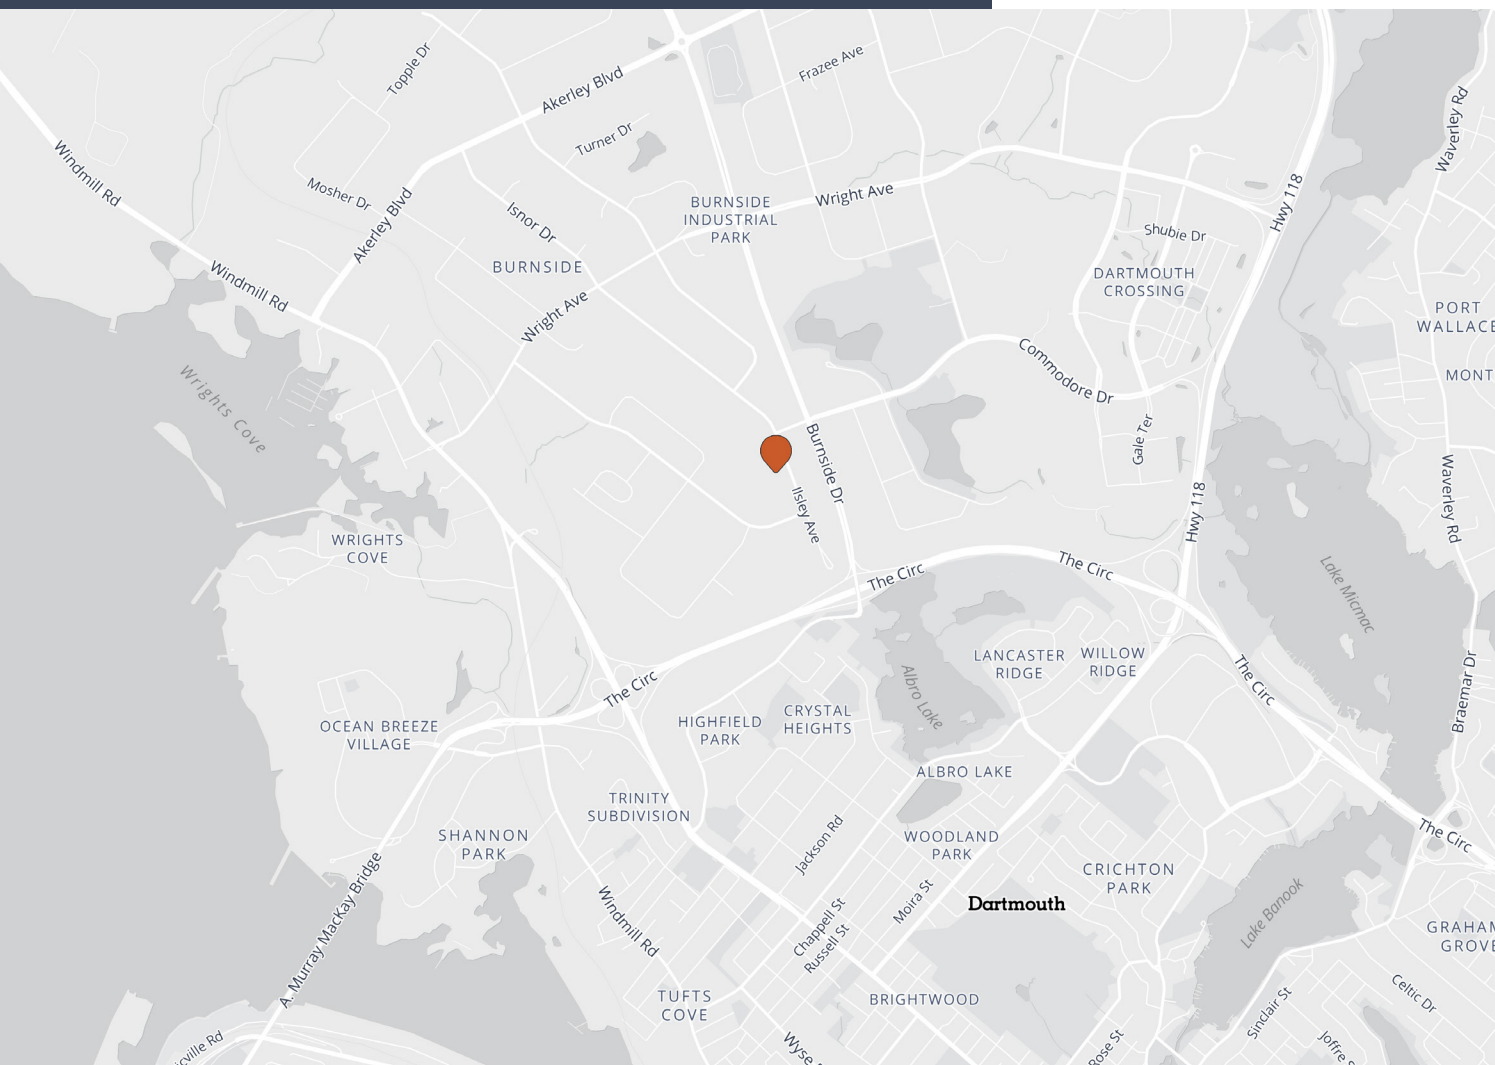 Topple Dr
Frazee Ave
Akerley Blvd
Waverley Rd
Turner Dr
Windmill Rd
Mosher Dr
Akerley Blvd
Isnor Dr
BURNSIDE
INDUSTRIAL
PARK
Wright Ave
Hwy 118
Shubie Dr
BURNSIDE
DARTMOUTH
CROSSING
Windmill Rd
Wright Ave
PORT
WALLACE
Commodore Dr
MONT
Wrights Cove
Gale Ter
Burnside Dr
Ilsley Ave
Hwy 118
Waverley Rd
WRIGHTS
COVE
The Circ
The Circ
Lake Micmac
LANCASTER
RIDGE
WILLOW
RIDGE
The Circ
The Circ
Albro Lake
Braemar Dr
OCEAN BREEZE
VILLAGE
HIGHFIELD
PARK
CRYSTAL
HEIGHTS
ALBRO LAKE
TRINITY
SUBDIVISION
SHANNON
PARK
Jackson Rd
WOODLAND
PARK
The Circ
CRICHTON
PARK
A. Murray MacKay Bridge
Windmill Rd
Moira St
Dartmouth
Chappell St
Russell St
Lake Banook
GRAHAM
GROVE
TUFTS
COVE
BRIGHTWOOD
Celtic Dr
Sinclair St
icville Rd
Wyse
Rose St
Joffre S